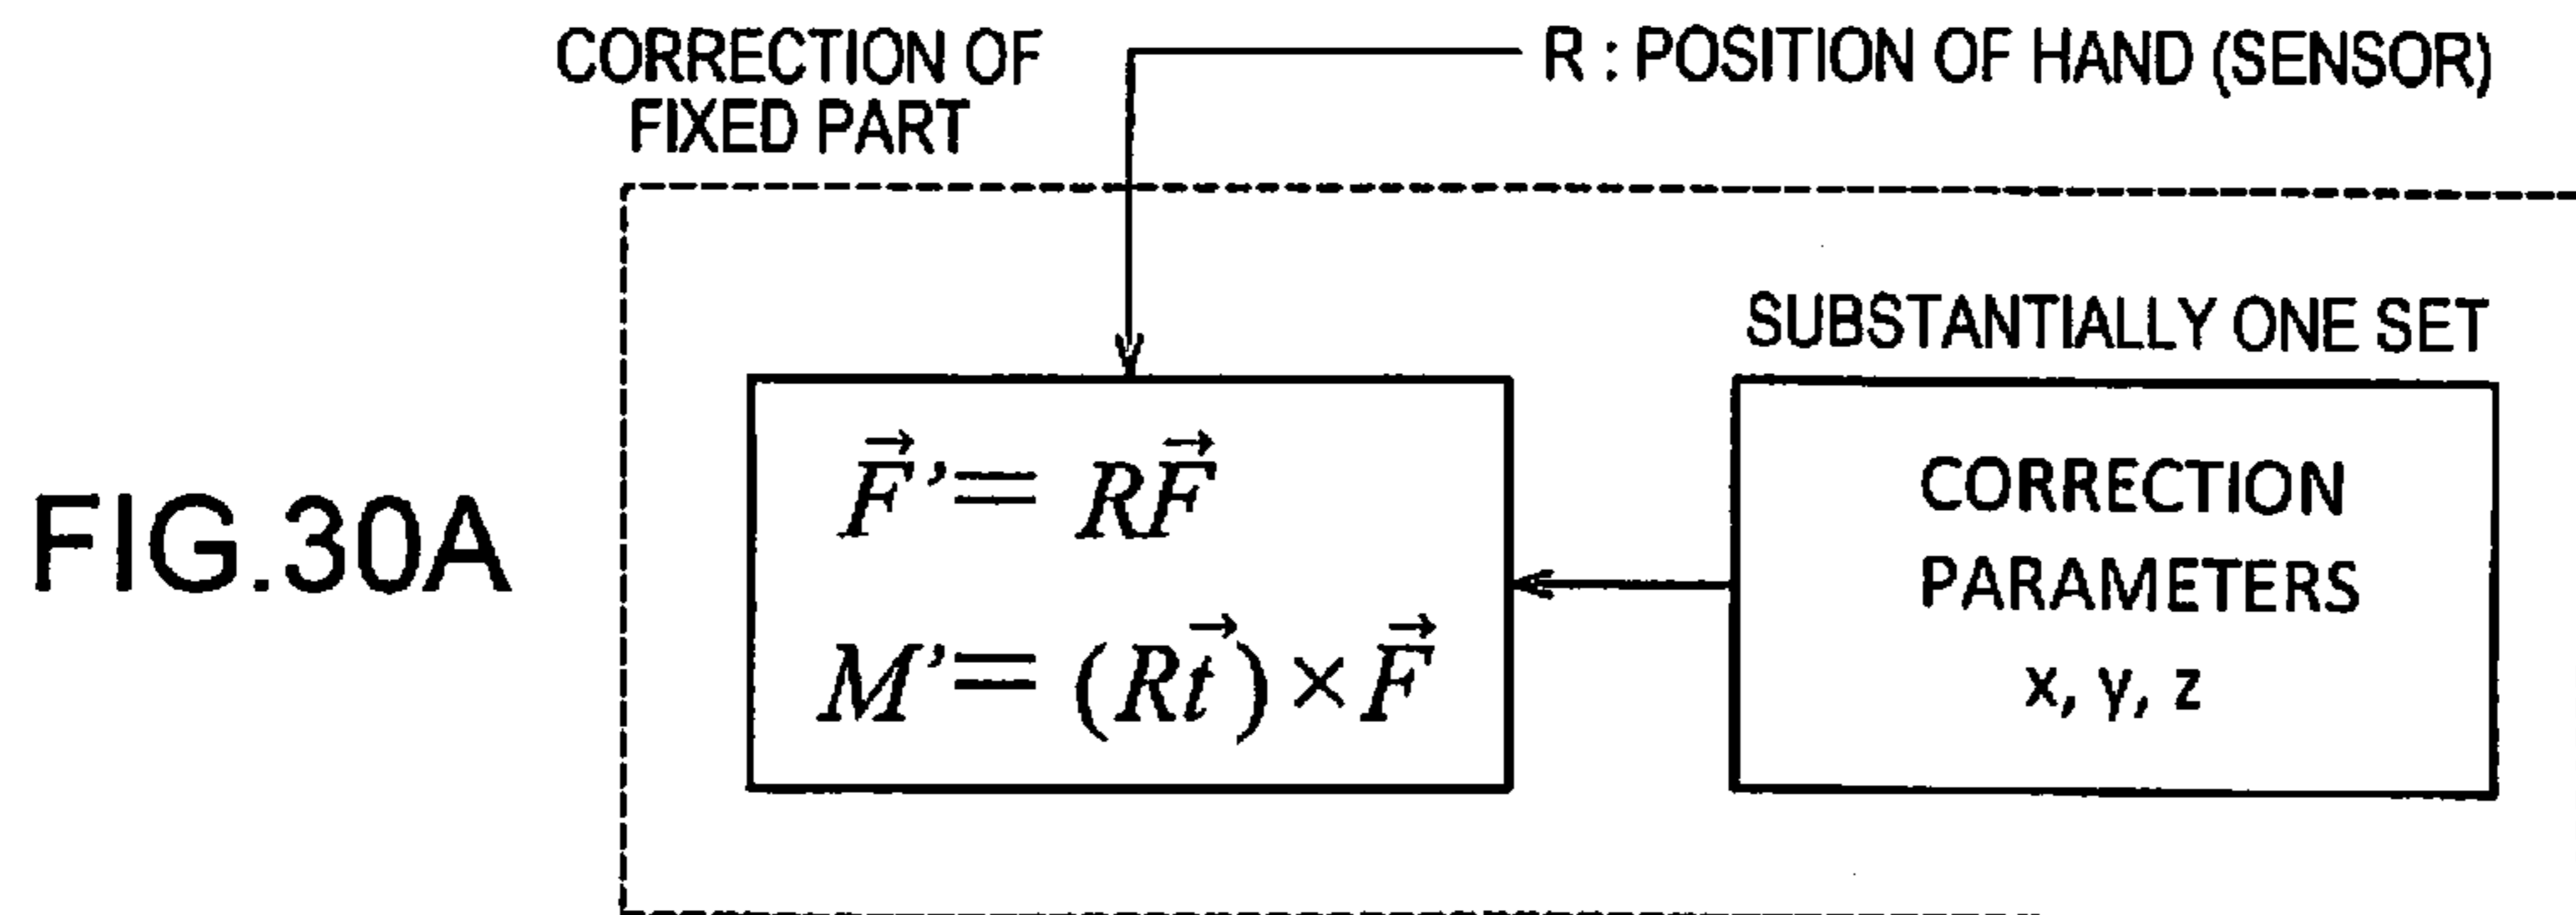 CORRECTION OF
FIXED PART
R : POSITION OF HAND (SENSOR)
SUBSTANTIALLY ONE SET
FIG.30A
F⃗'= RF⃗
M'= (Rt⃗)×F⃗
CORRECTION
PARAMETERS
x, y, z